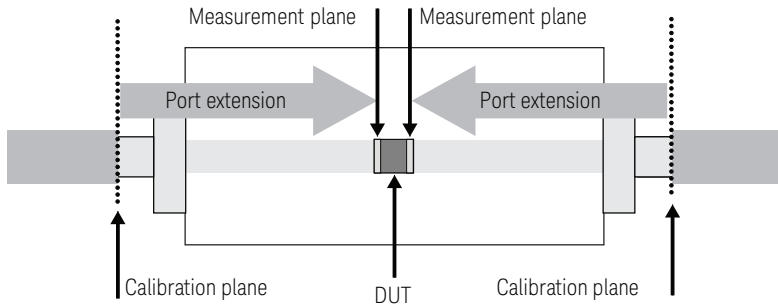 Measurement plane
Measurement plane
Port extension
Port extension
Calibration plane
DUT
Calibration plane